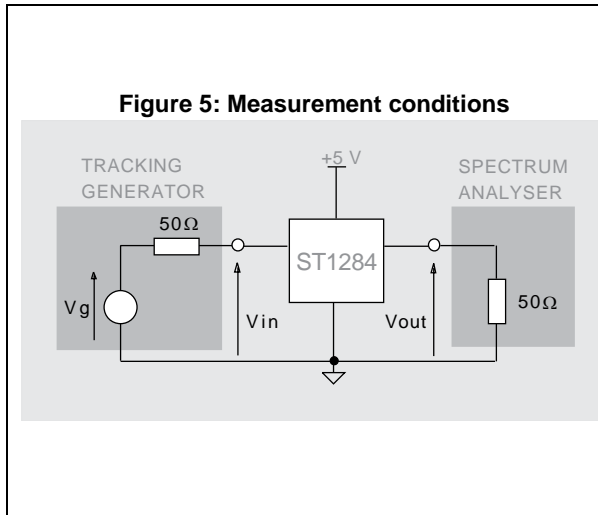 Figure 5: Measurement conditions
TRACKING
GENERATOR
+5 V
SPECTRUM
ANALYSER
50Ω
ST1284
50Ω
Vg
Vin
Vout